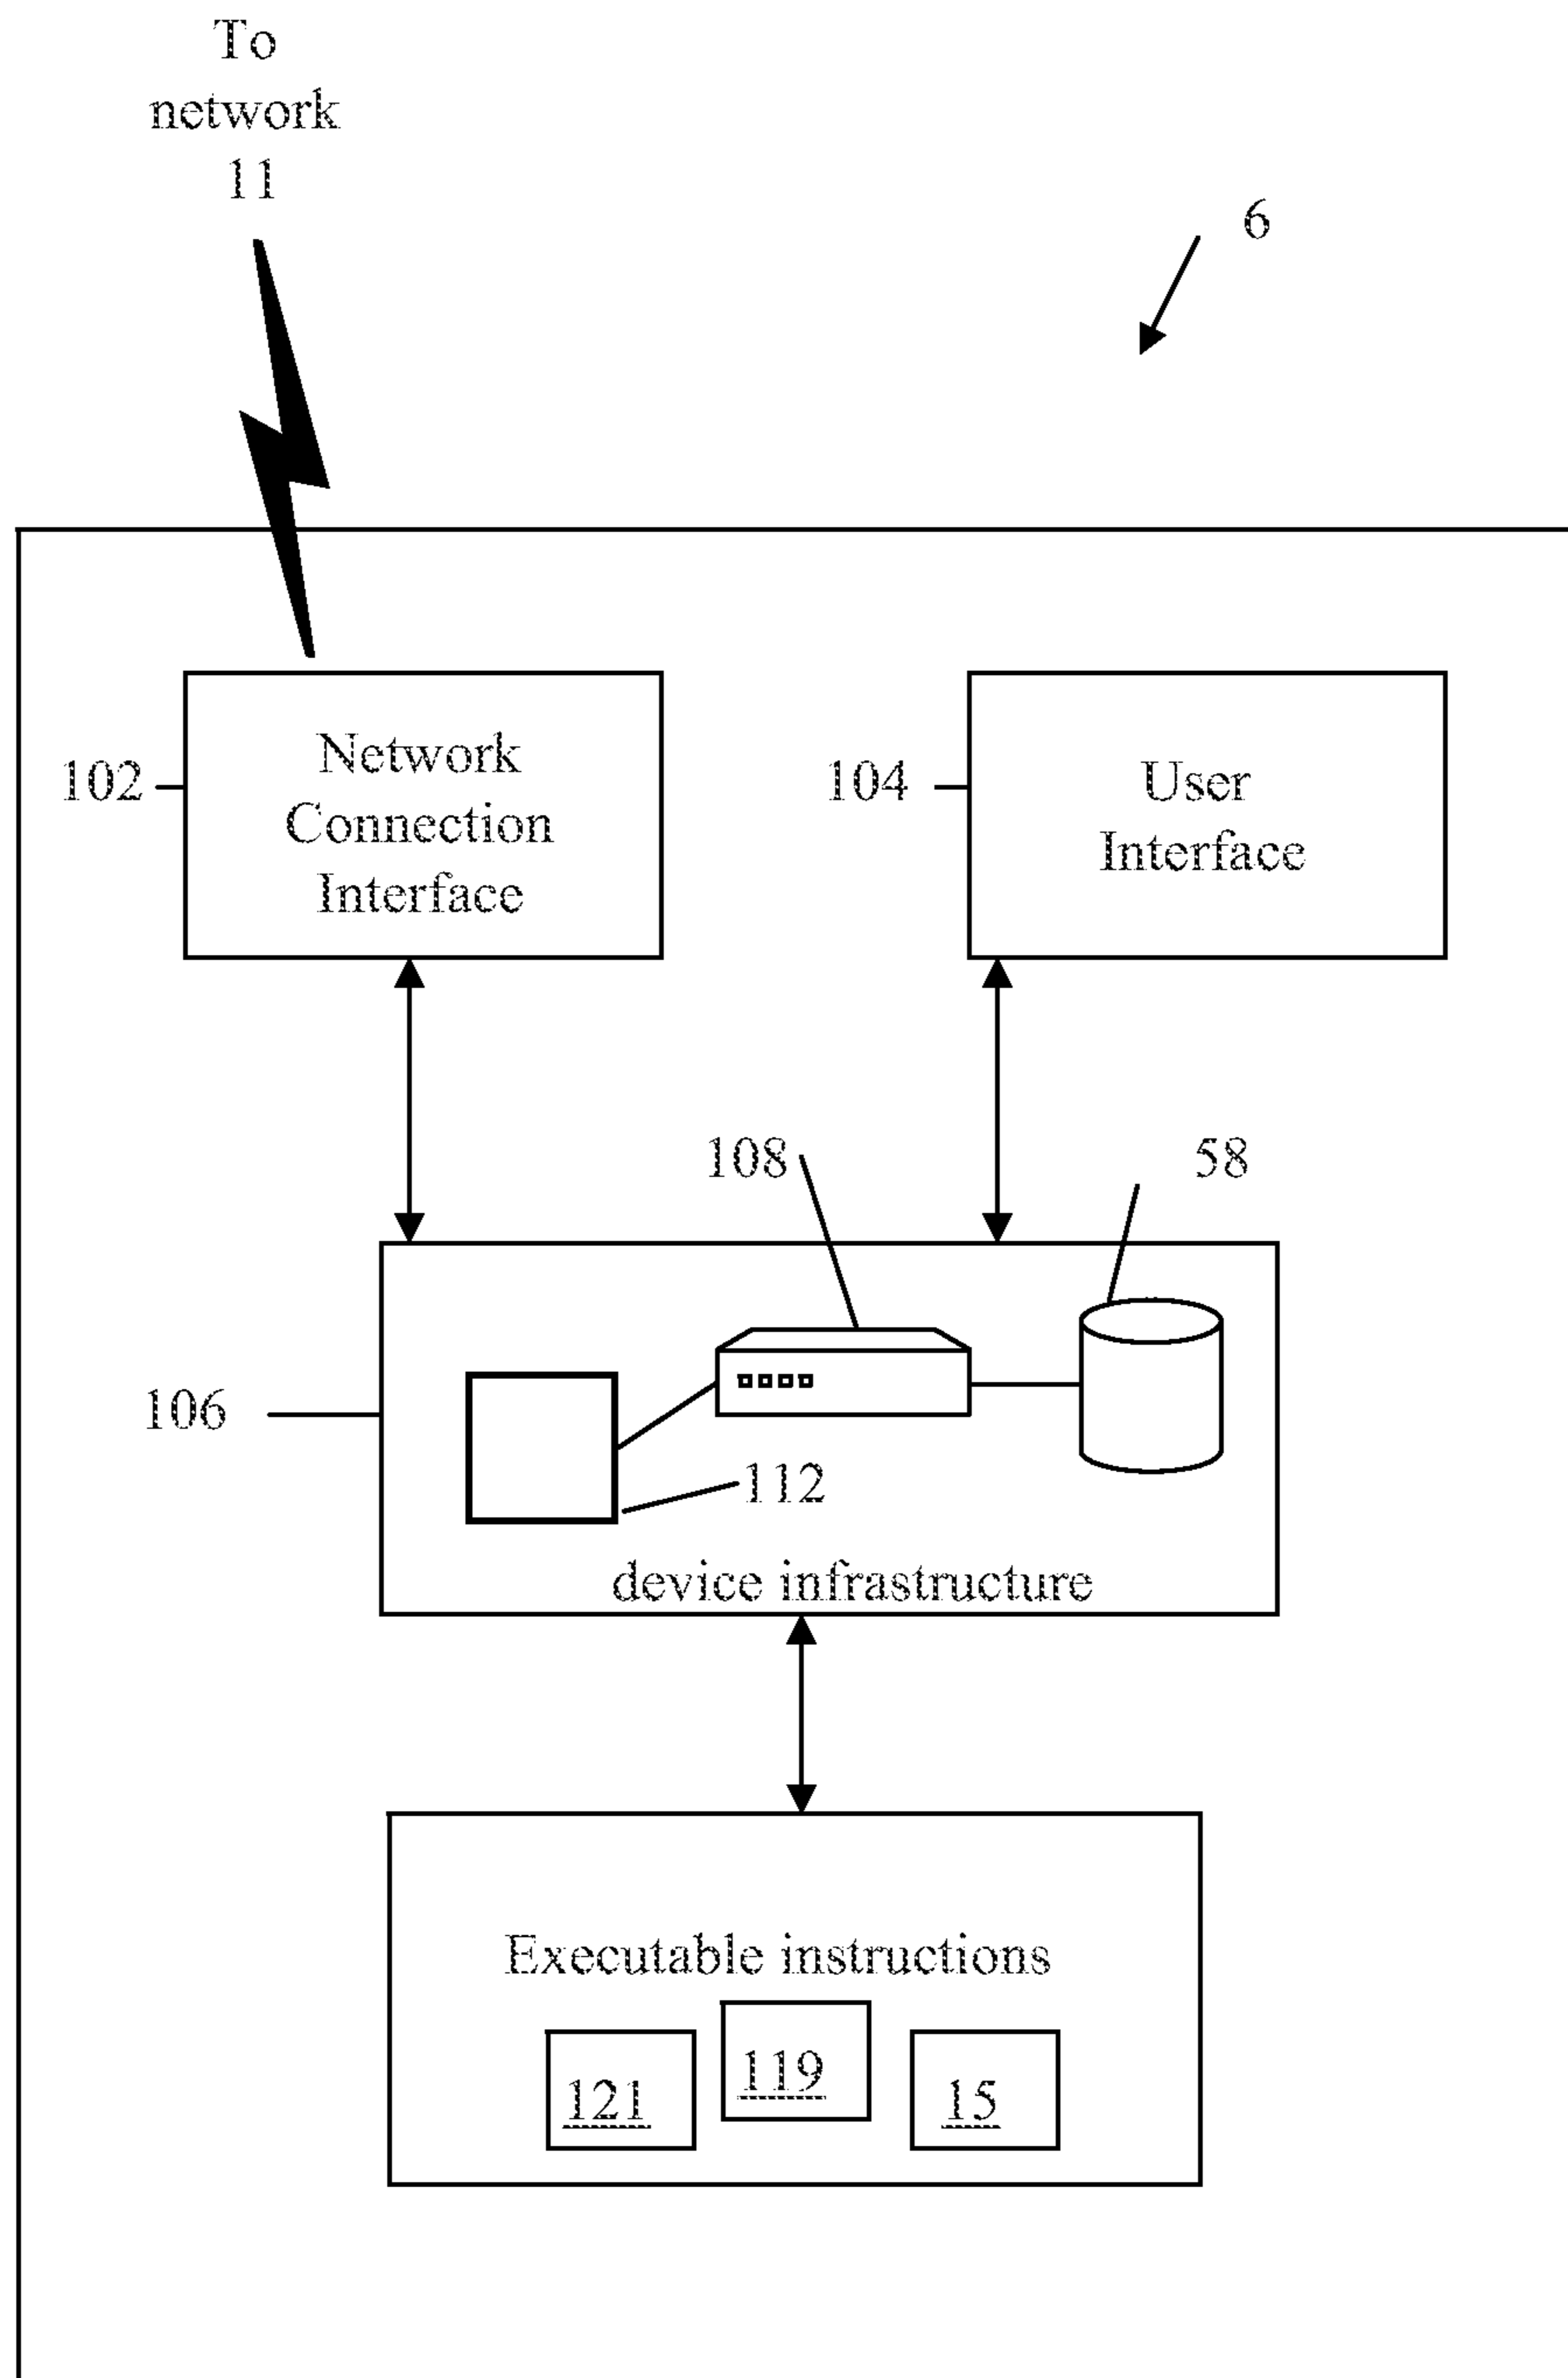 To
network
11
6
102
Network
Connection
Interface
104
User
Interface
108
58
106
112
device infrastructure
Executable instructions
121
119
15